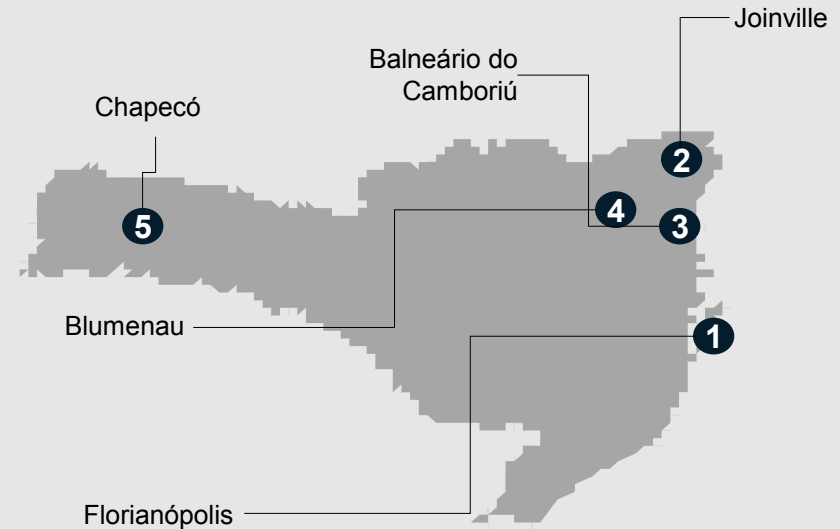 Joinville
Balneário do
Camboriú
Chapecó
2
4
5
3
Blumenau
1
Florianópolis